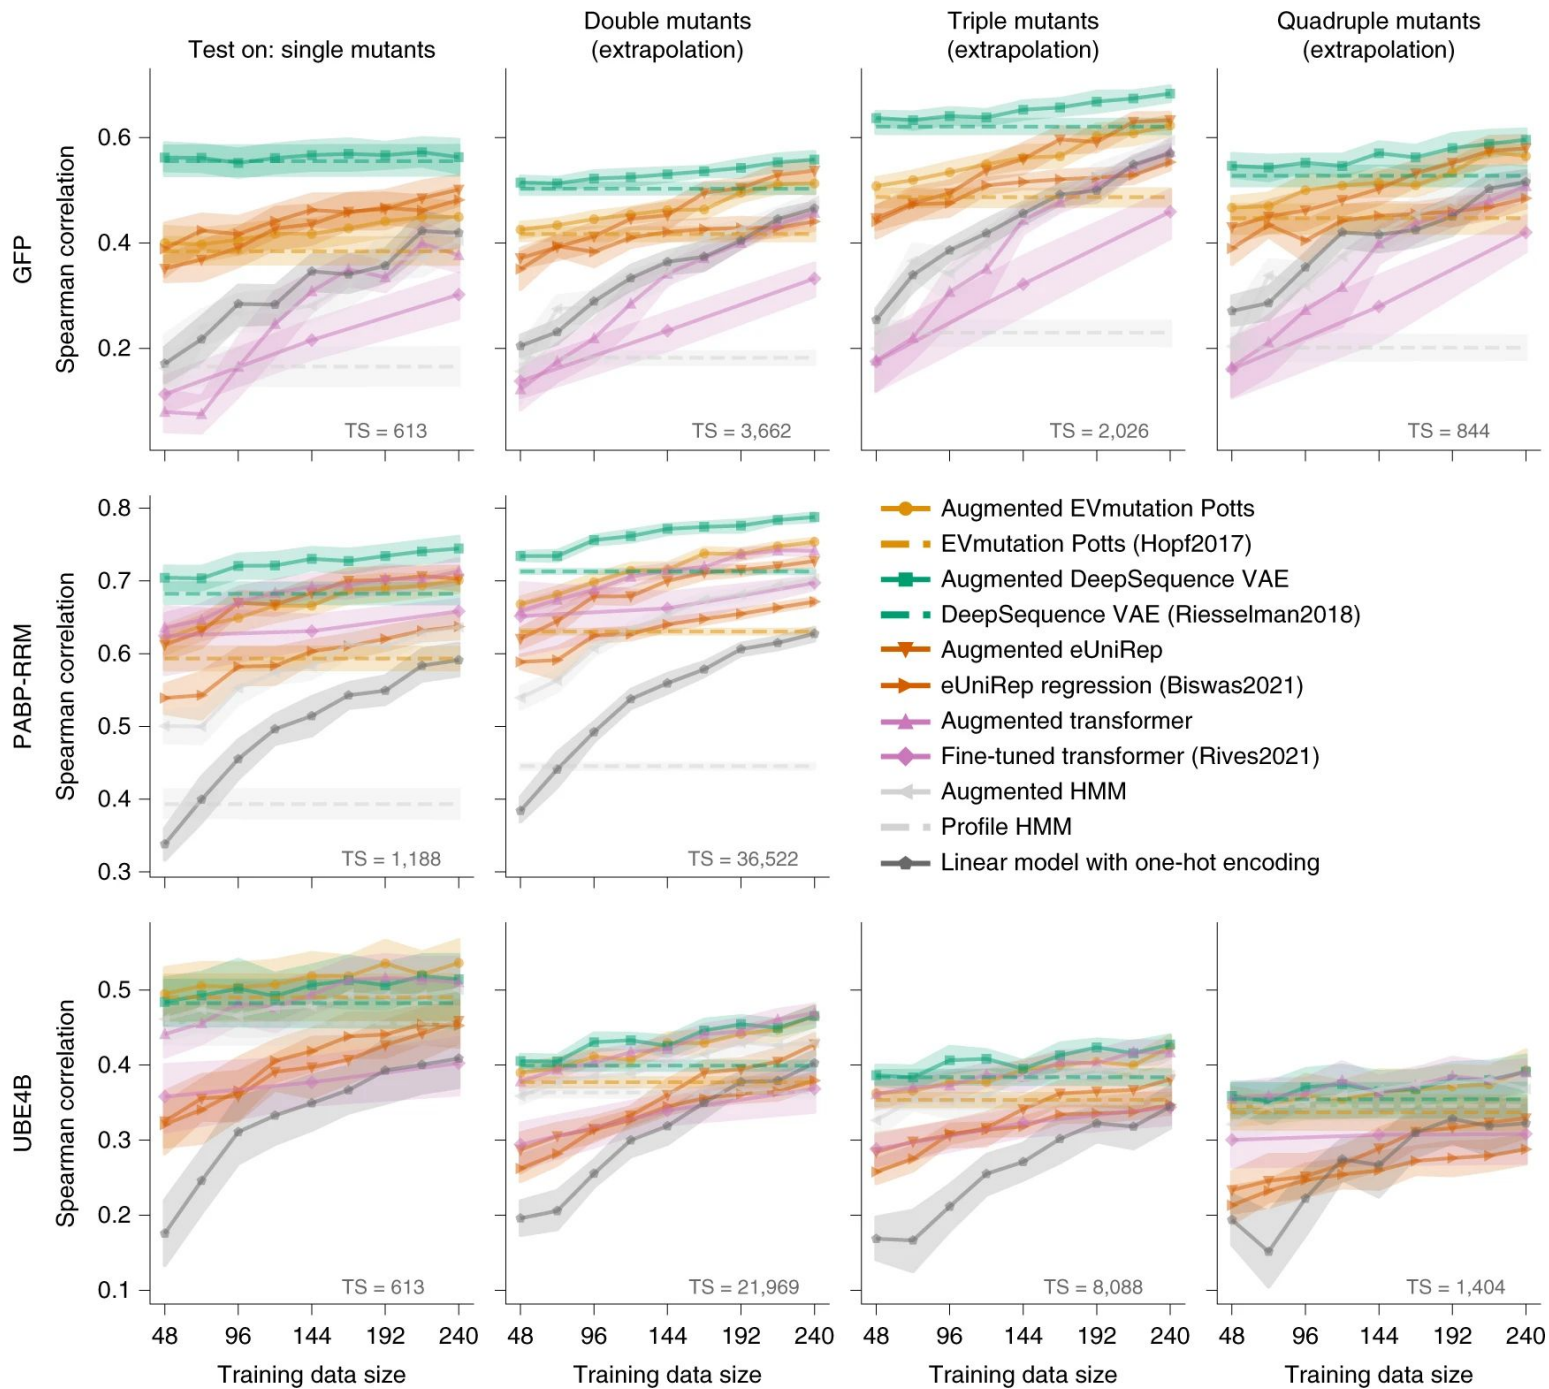 Test on: single mutants
Double mutants
(extrapolation)
Triple mutants
(extrapolation)
Quadruple mutants
(extrapolation)
GFP
Spearman correlation
0.6
0.4
0.2
TS = 613
TS = 3,662
TS = 2,026
TS = 844
PABP-RRM
Spearman correlation
0.8
0.7
0.6
0.5
0.4
0.3
TS = 1,188
TS = 36,522
Augmented EVmutation Potts
EVmutation Potts (Hopf2017)
Augmented DeepSequence VAE
DeepSequence VAE (Riesselman2018)
Augmented eUniRep
eUniRep regression (Biswas2021)
Augmented transformer
Fine-tuned transformer (Rives2021)
Augmented HMM
Profile HMM
Linear model with one-hot encoding
UBE4B
Spearman correlation
0.5
0.4
0.3
0.2
0.1
TS = 613
TS = 21,969
TS = 8,088
TS = 1,404
48 96 144 192 240
48 96 144 192 240
48 96 144 192 240
48 96 144 192 240
Training data size
Training data size
Training data size
Training data size